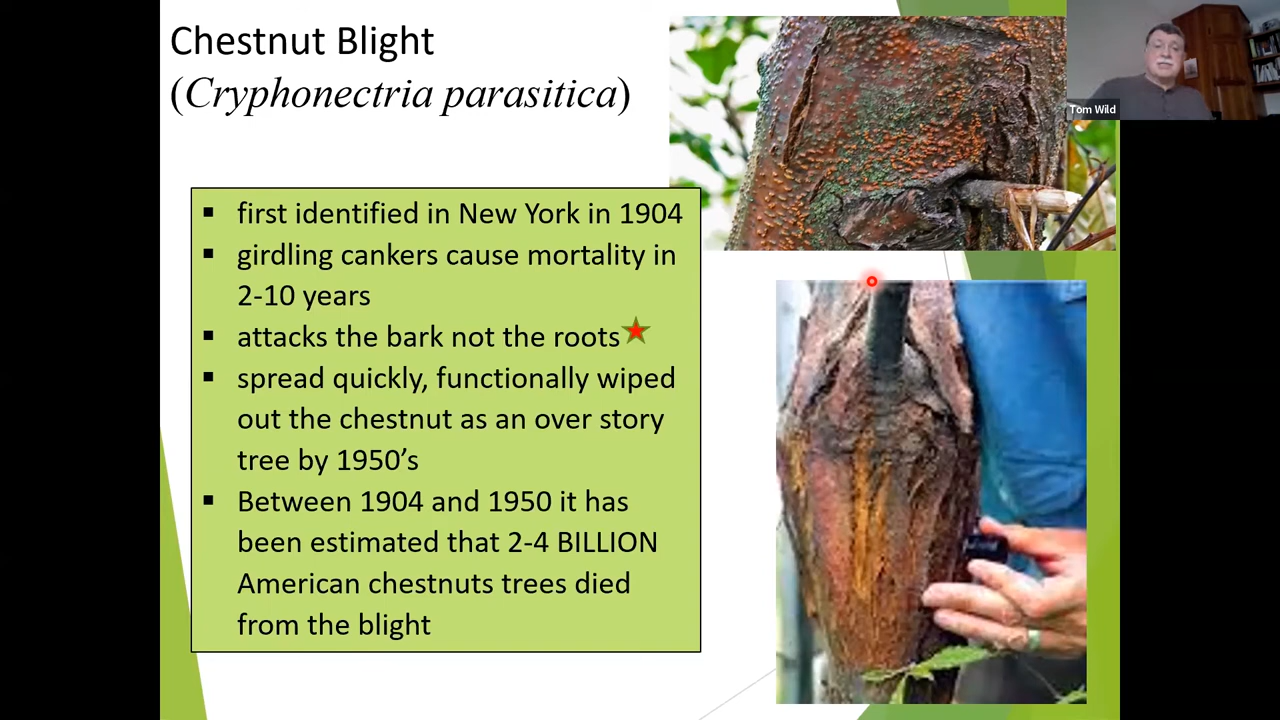 Chestnut Blight
(Cryphonectria parasitica)
Tom Wild
▪ first identified in New York in 1904
▪ girdling cankers cause mortality in
2-10 years
▪ attacks the bark not the roots
▪ spread quickly, functionally wiped
out the chestnut as an over story
tree by 1950’s
▪ Between 1904 and 1950 it has
been estimated that 2-4 BILLION
American chestnuts trees died
from the blight